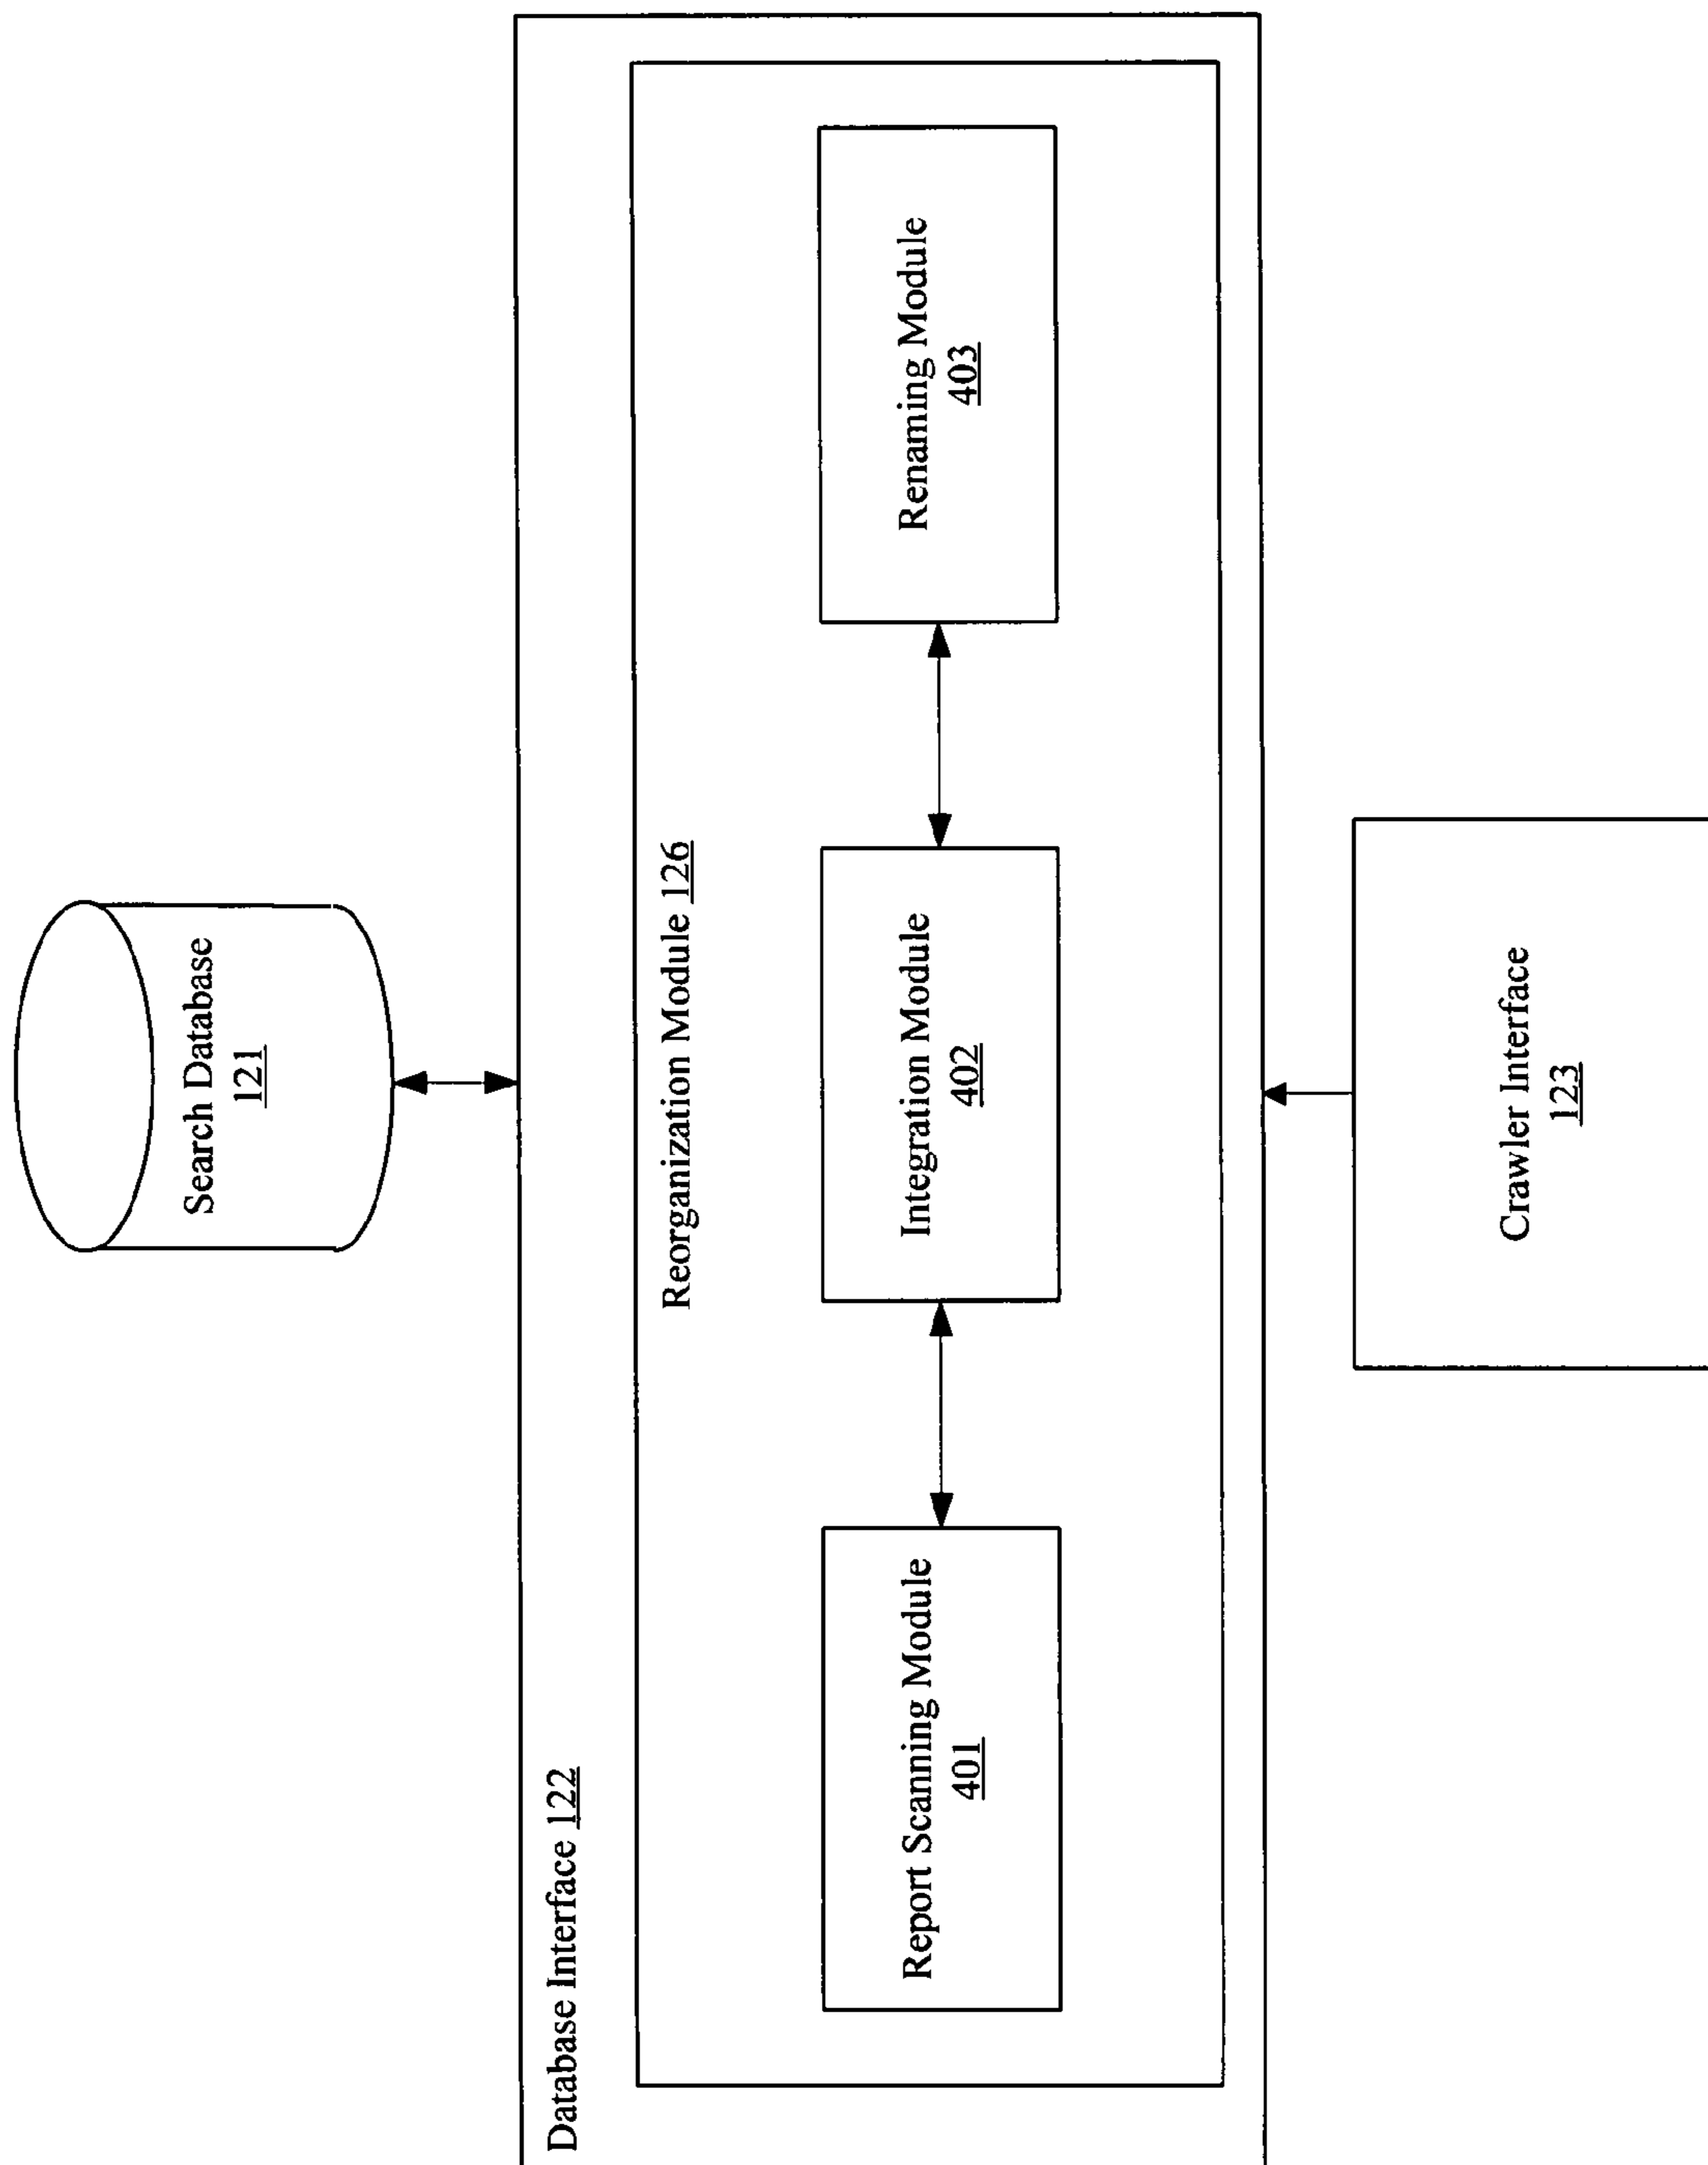 Search Database
121
Database Interface 122
Reorganization Module 126
Report Scanning Module
401
Integration Module
402
Renaming Module
403
Crawler Interface
123